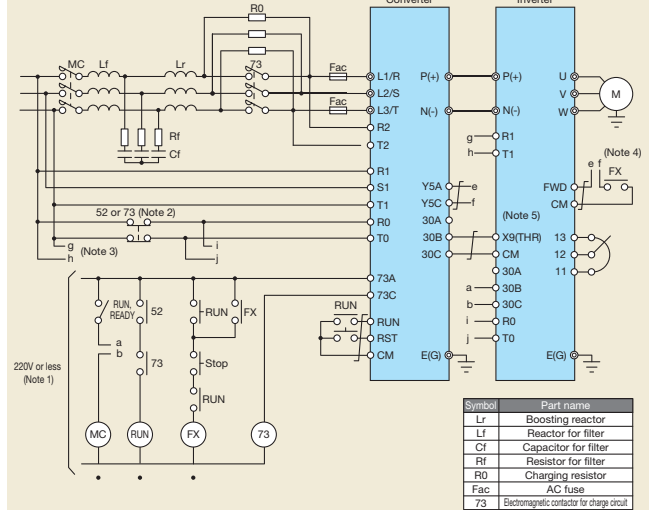 Converter
Inverter
R0
MC
Lf
Lr
73
Fac
L1/R
P(+)
P(+)
U
L2/S
V
M
Fac
L3/T
N(-)
N(-)
W
R2
g
R1
Rf
T2
h
T1
(Note 4)
Cf
e
f
FX
R1
S1
Y5A
e
FWD
T1
Y5C
f
CM
52 or 73 (Note 2)
R0
30A
(Note 5)
g
(Note 3)
i
T0
30B
X9(THR)
13
h
j
30C
CM
12
73A
30A
11
73C
a
30B
RUN,
READY
52
RUN
FX
RUN
b
30C
RUN
i
R0
a
RST
j
T0
b
73
Stop
CM
E(G)
E(G)
220V or less
(Note 1)
RUN
MC
RUN
FX
73
Symbol Part name
Lr Boosting reactor
Lf Reactor for filter
Cf Capacitor for filter
Rf Resistor for filter
R0 Charging resistor
Fac AC fuse
73 Electromagnetic contactor for charge circuit